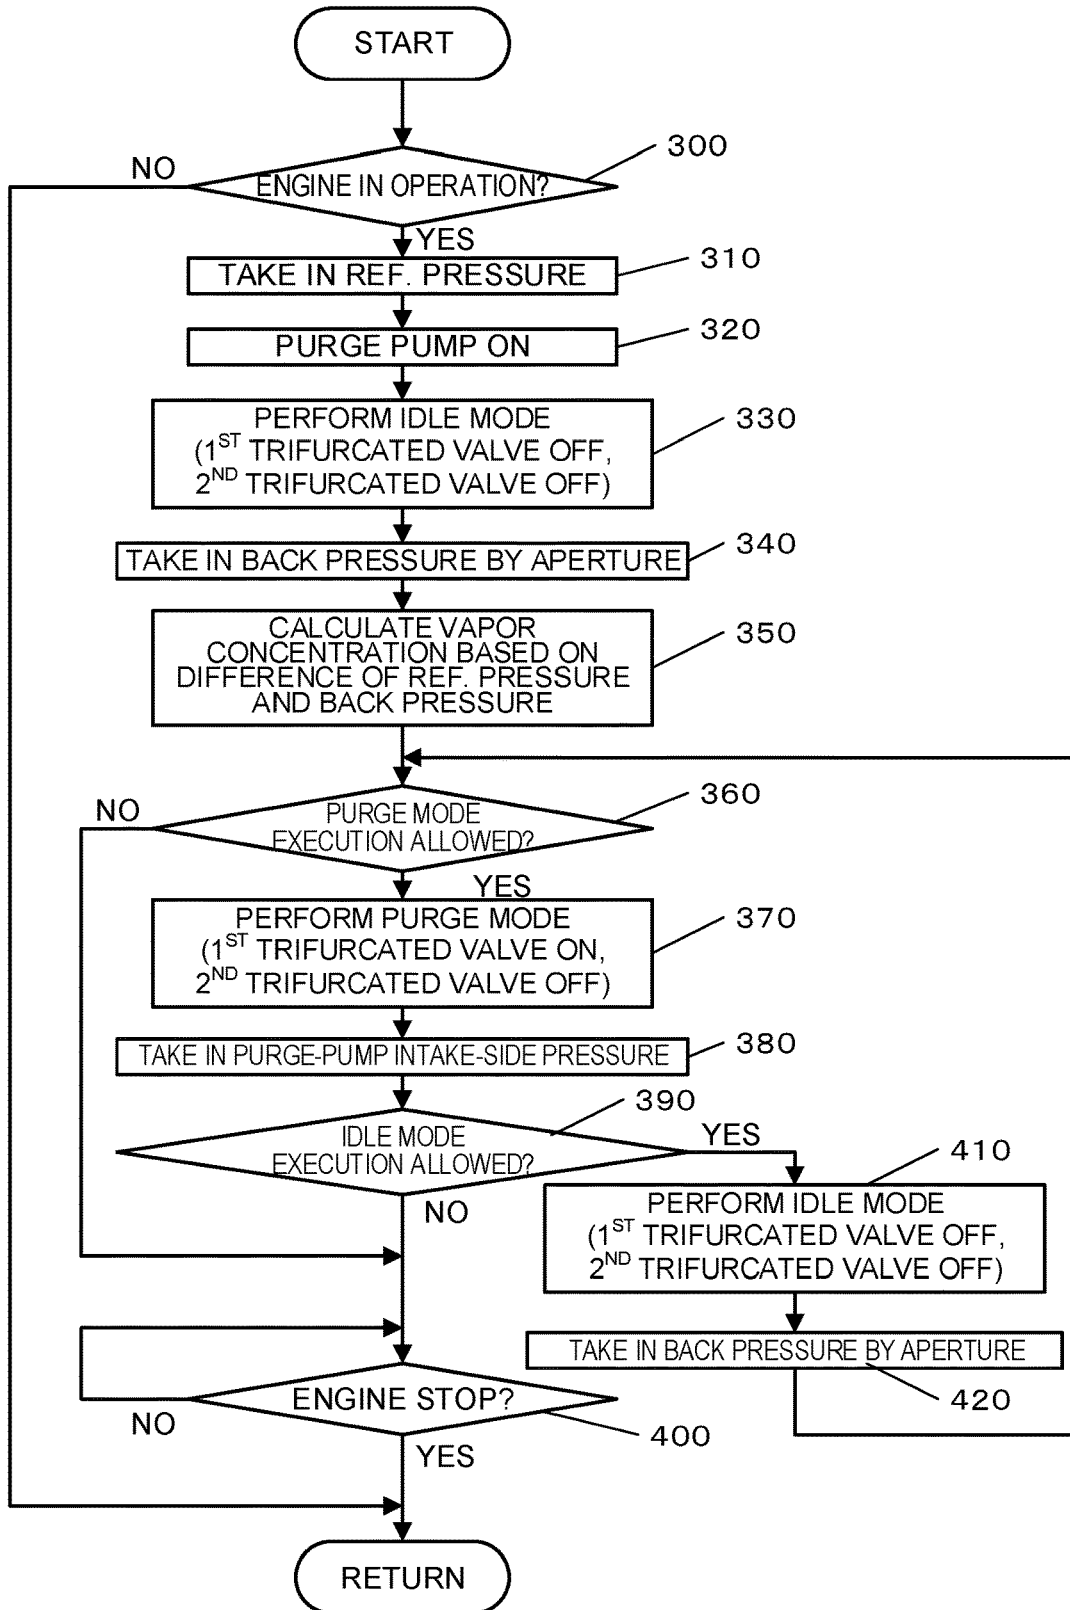 START
300
NO
ENGINE IN OPERATION?
YES
310
TAKE IN REF. PRESSURE
320
PURGE PUMP ON
330
PERFORM IDLE MODE
(1ST TRIFURCATED VALVE OFF,
2ND TRIFURCATED VALVE OFF)
340
TAKE IN BACK PRESSURE BY APERTURE
350
CALCULATE VAPOR
CONCENTRATION BASED ON
DIFFERENCE OF REF. PRESSURE
AND BACK PRESSURE
360
NO
PURGE MODE
EXECUTION ALLOWED?
YES
370
PERFORM PURGE MODE
(1ST TRIFURCATED VALVE ON,
2ND TRIFURCATED VALVE OFF)
380
TAKE IN PURGE-PUMP INTAKE-SIDE PRESSURE
390
IDLE MODE
EXECUTION ALLOWED?
YES
NO
410
PERFORM IDLE MODE
(1ST TRIFURCATED VALVE OFF,
2ND TRIFURCATED VALVE OFF)
TAKE IN BACK PRESSURE BY APERTURE
420
ENGINE STOP?
NO
400
YES
RETURN